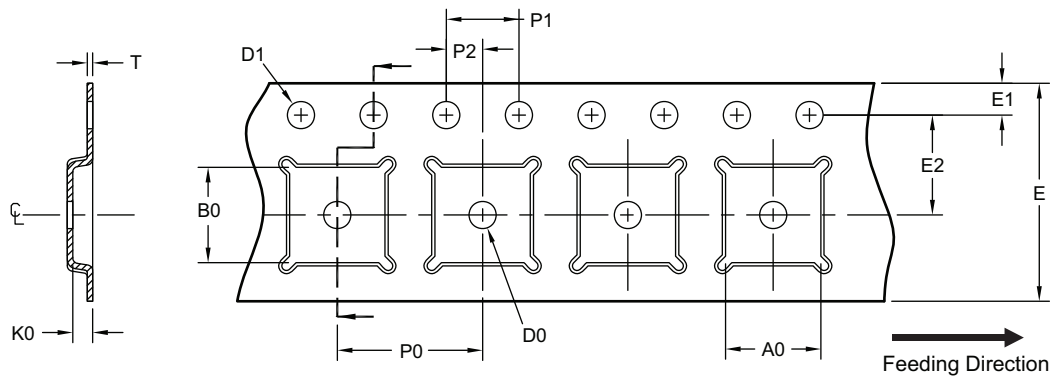 P1
P2
T
D1
E1
E2
B0
E
℄
K0
P0
D0
A0
Feeding Direction